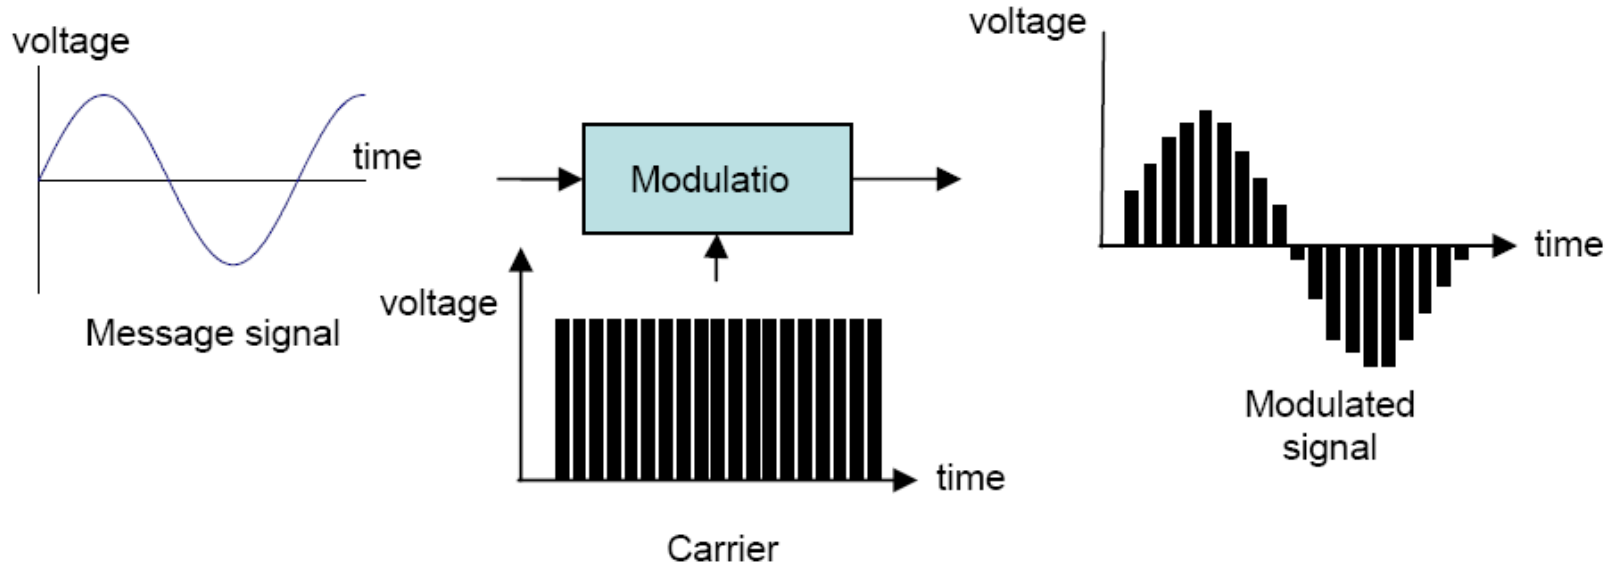 voltage
time
Message signal
Modulatio
voltage
time
Carrier
voltage
time
Modulated
signal